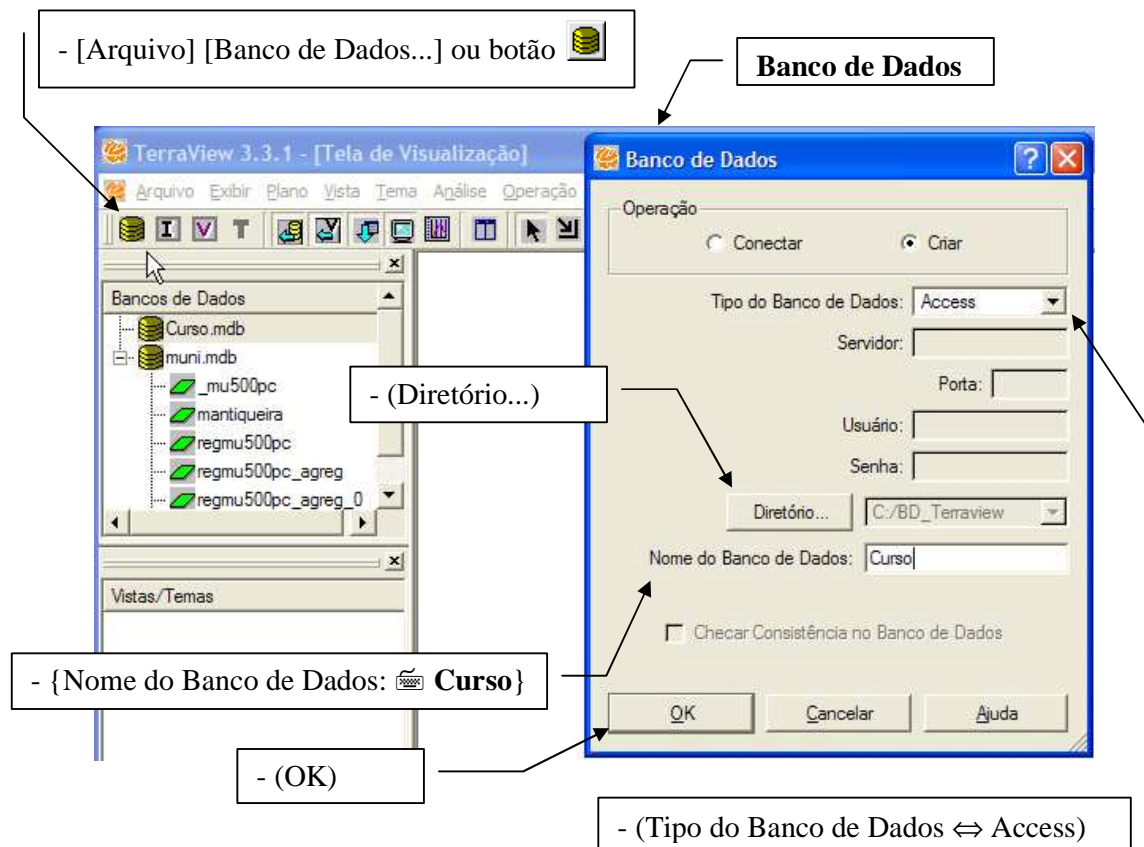 - [Arquivo] [Banco de Dados...] ou botão
Banco de Dados
TerraView 3.3.1 - [Tela de Visualização]
Arquivo Exibir Plano Vista Tema Análise Operação
I V T
Bancos de Dados
Curso.mdb
muni.mdb
_mu500pc
mantiqueira
regmu500pc
regmu500pc_agreg
regmu500pc_agreg_0
Vistas/Temas
Banco de Dados
Operação
Conectar Criar
Tipo do Banco de Dados: Access
Servidor:
Porta:
Usuário:
Senha:
Diretório... C:/BD_Terraview
Nome do Banco de Dados: Curso
Checar Consistência no Banco de Dados
OK Cancelar Ajuda
- (Diretório...)
- {Nome do Banco de Dados: Curso}
- (OK)
- (Tipo do Banco de Dados ⇔ Access)